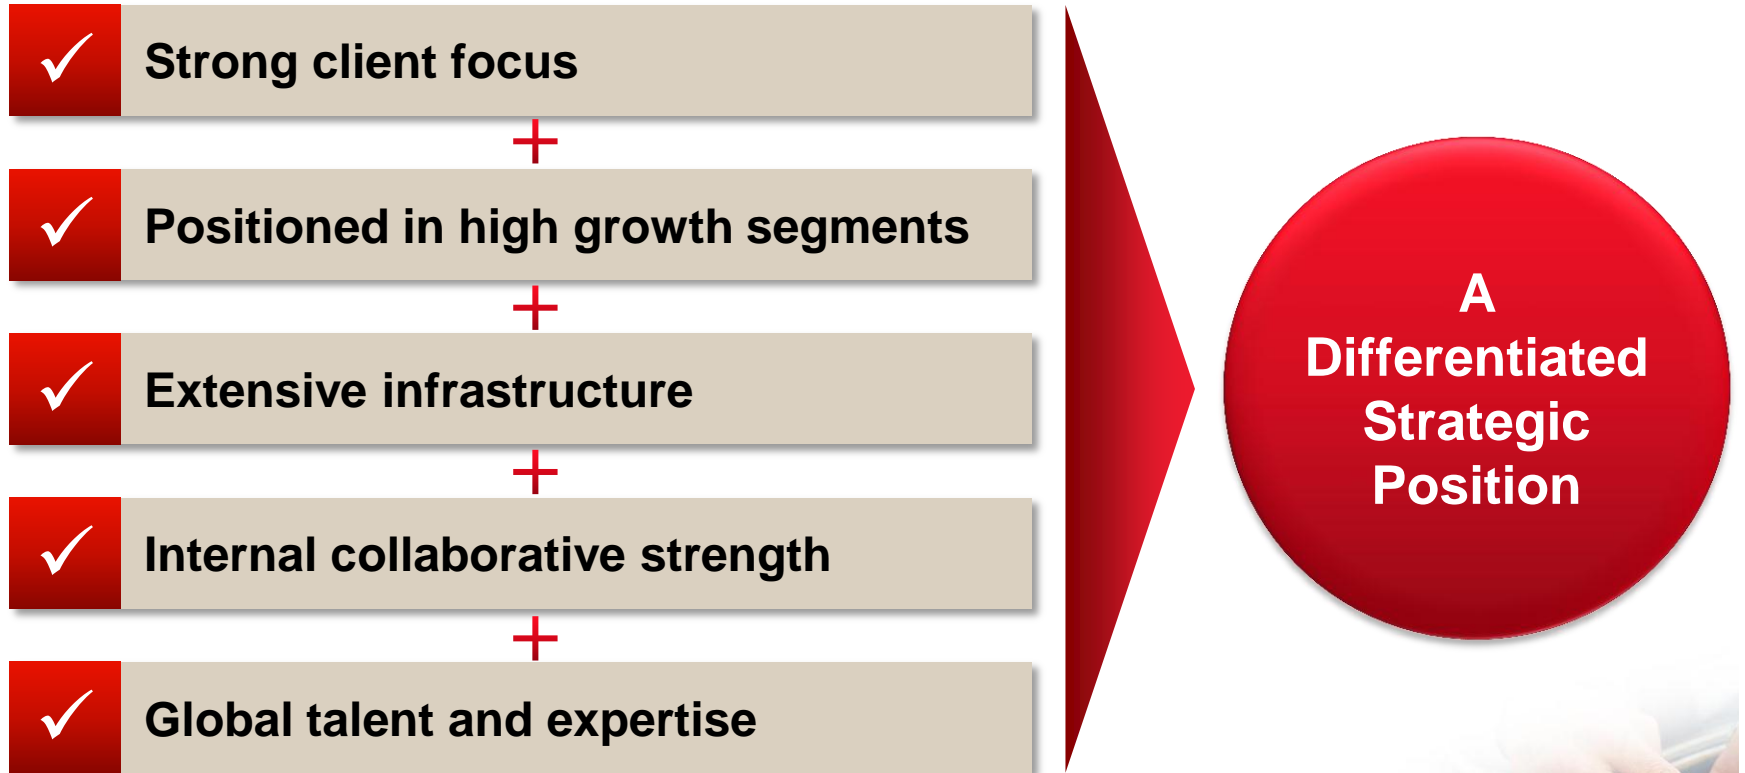 Strong client focus
+
Positioned in high growth segments
+
Extensive infrastructure
+
Internal collaborative strength
+
Global talent and expertise
A
Differentiated
Strategic
Position